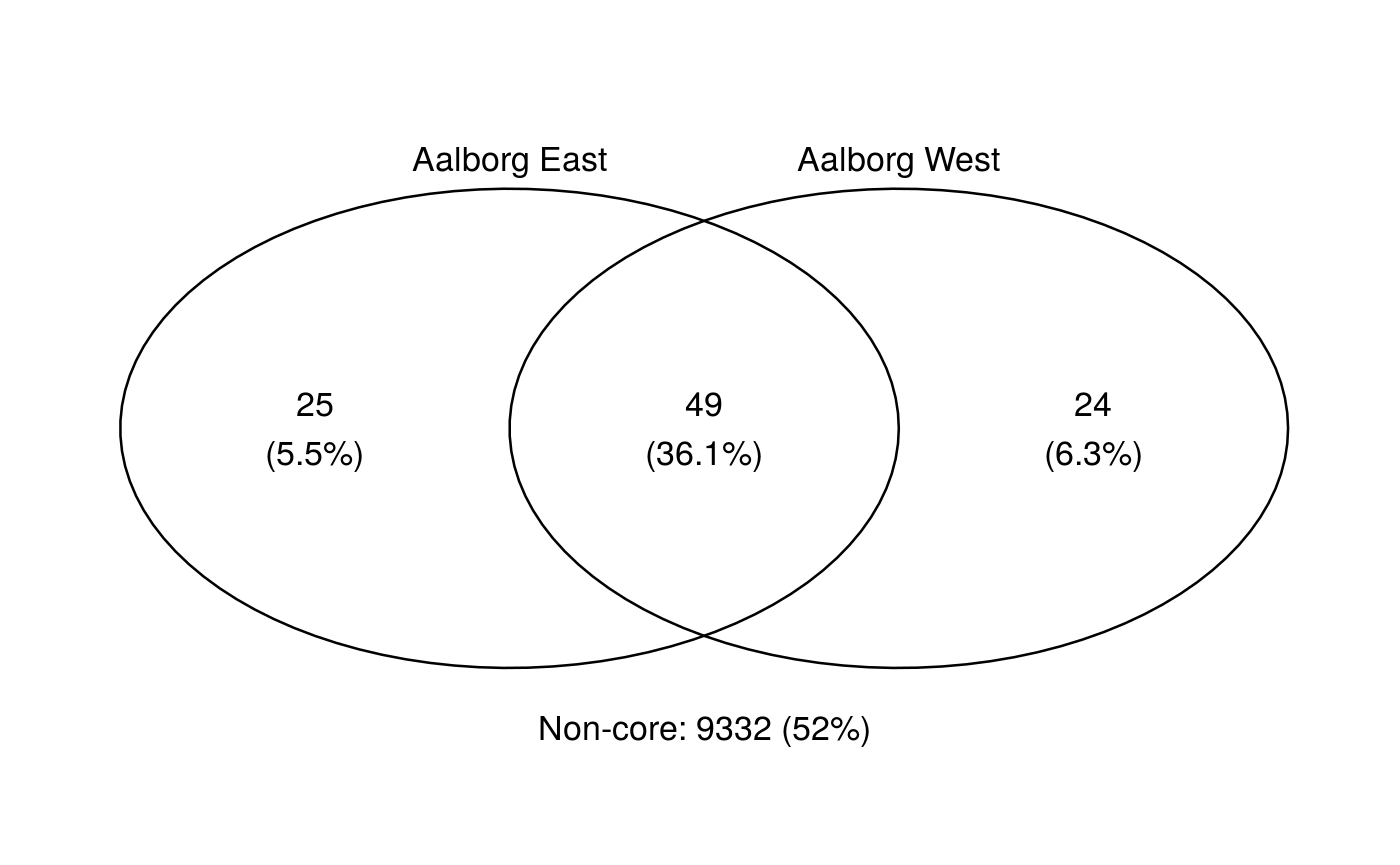 Aalborg East
Aalborg West
25
(5.5%)
49
(36.1%)
24
(6.3%)
Non-core: 9332 (52%)